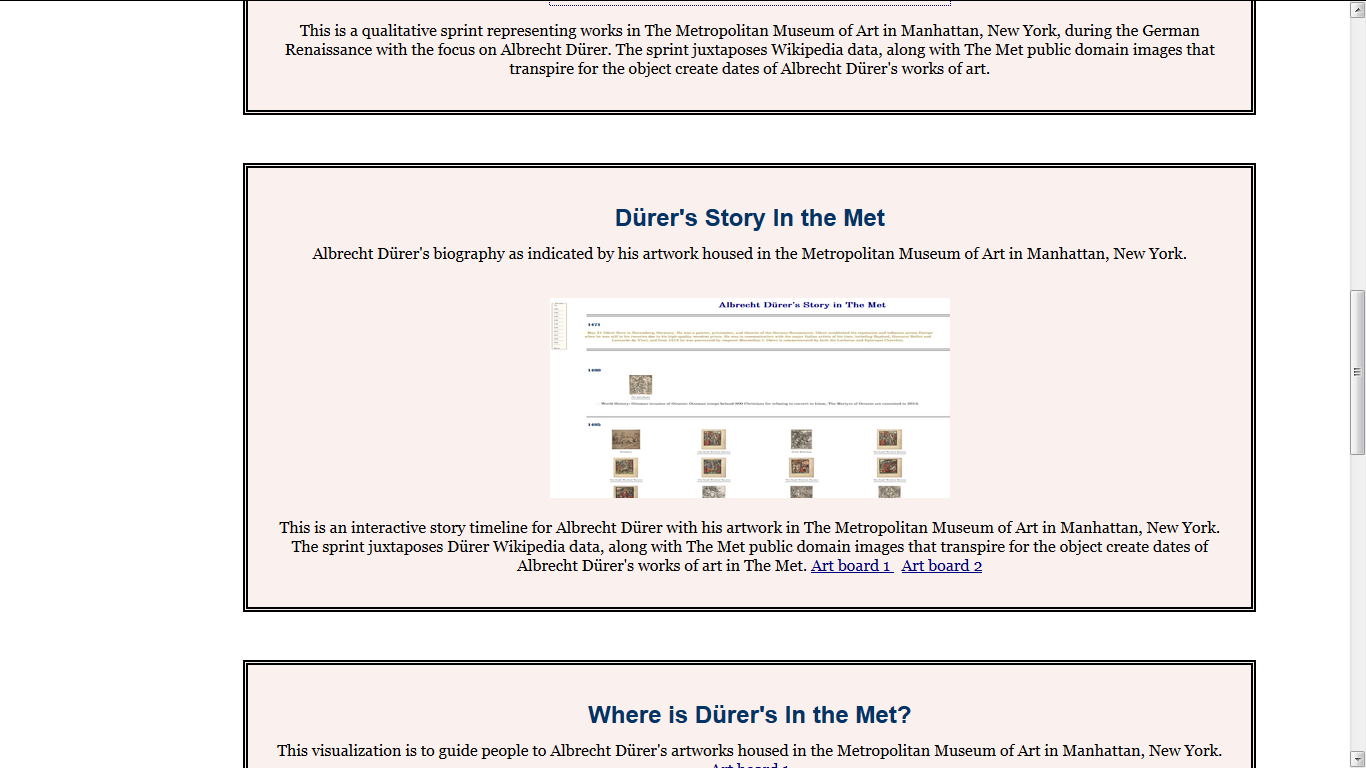 This is a qualitative sprint representing works in The Metropolitan Museum of Art in Manhattan, New York, during the German
Renaissance with the focus on Albrecht Dürer. The sprint juxtaposes Wikipedia data, along with The Met public domain images that
transpire for the object create dates of Albrecht Dürer's works of art.
Dürer's Story In the Met
Albrecht Dürer's biography as indicated by his artwork housed in the Metropolitan Museum of Art in Manhattan, New York.
Albrecht Dürer's Story in The Met
1471
This is an interactive story timeline for Albrecht Dürer with his artwork in The Metropolitan Museum of Art in Manhattan, New York.
The sprint juxtaposes Dürer Wikipedia data, along with The Met public domain images that transpire for the object create dates of
Albrecht Dürer's works of art in The Met. Art board 1 Art board 2
Where is Dürer's In the Met?
This visualization is to guide people to Albrecht Dürer's artworks housed in the Metropolitan Museum of Art in Manhattan, New York.
Art board 1